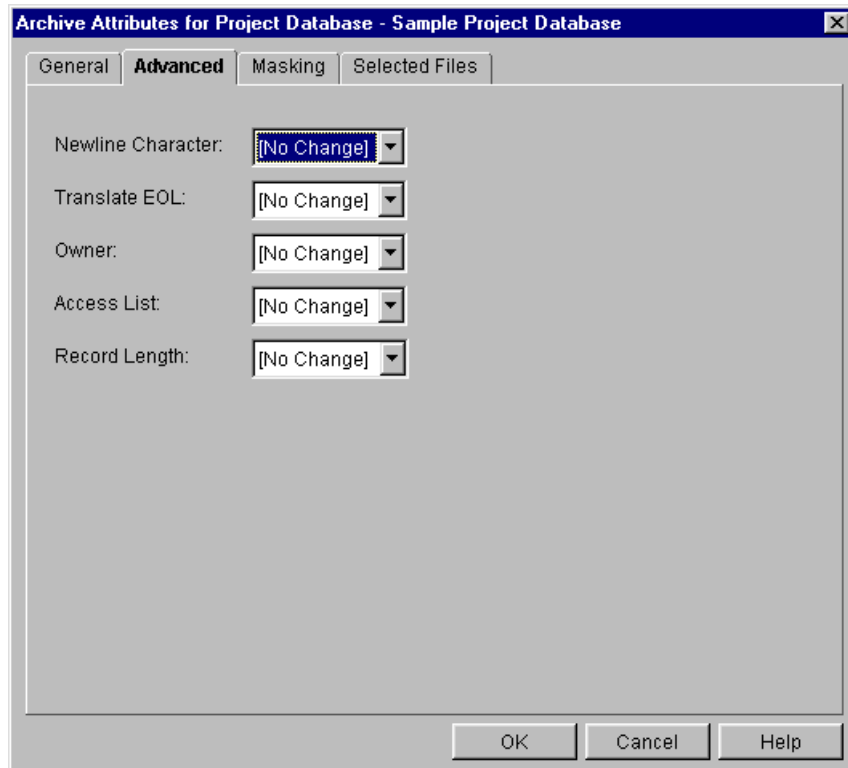 Archive Attributes for Project Database - Sample Project Database
General Advanced Masking Selected Files
Newline Character: [No Change]
Translate EOL: [No Change]
Owner: [No Change]
Access List: [No Change]
Record Length: [No Change]
OK Cancel Help